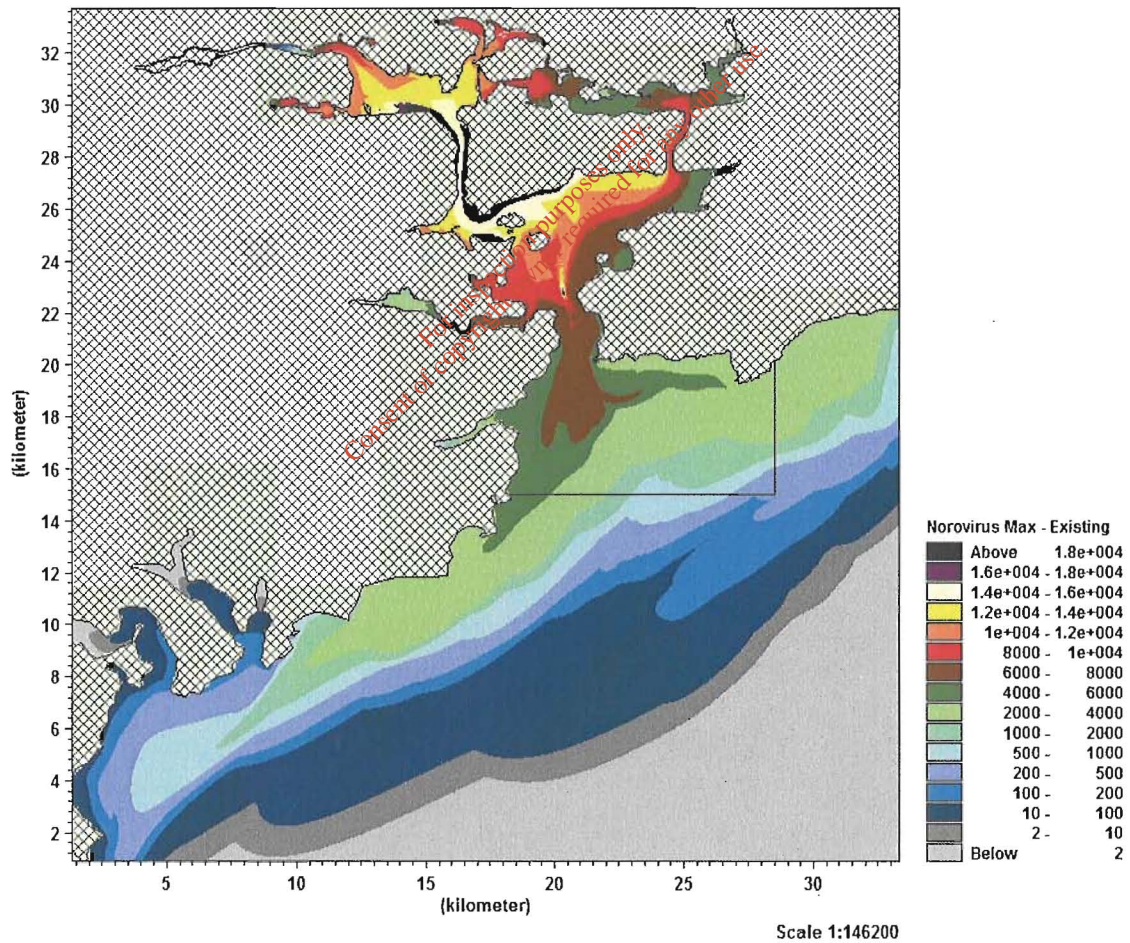 32
30
28
26
24
22
20
18
16
14
12
10
8
6
4
2
(kilometer)
5
10
15
20
25
30
(kilometer)
Scale 1:146200
For inspection purposes only.
Consent of copyright owner required for any other use.
Norovirus Max - Existing
Above 1.8e+004
1.6e+004 - 1.8e+004
1.4e+004 - 1.6e+004
1.2e+004 - 1.4e+004
1e+004 - 1.2e+004
8000 - 1e+004
6000 - 8000
4000 - 6000
2000 - 4000
1000 - 2000
500 - 1000
200 - 500
100 - 200
10 - 100
2 - 10
Below 2